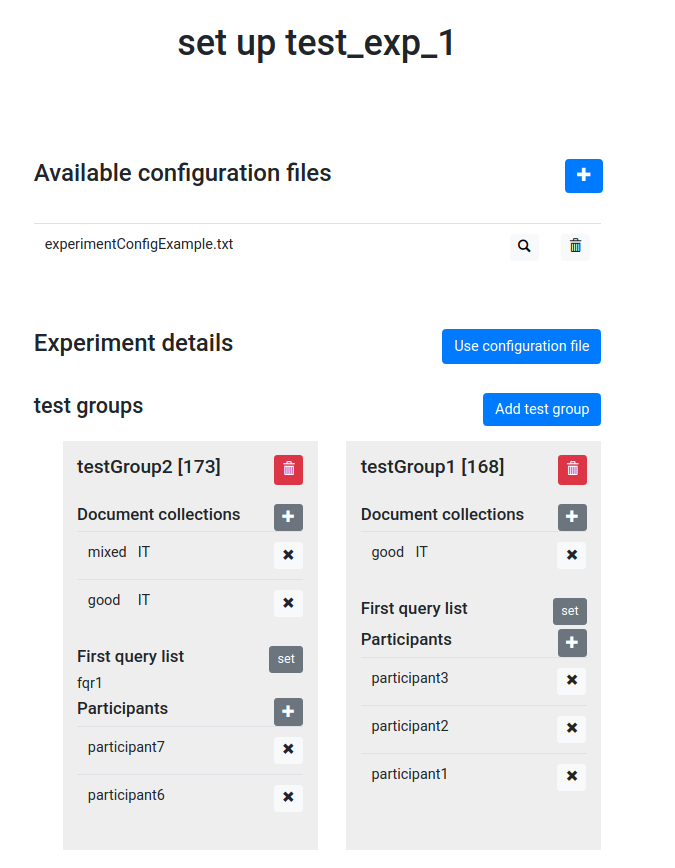 set up test_exp_1
Available configuration files
experimentConfigExample.txt
Experiment details
Use configuration file
test groups
Add test group
testGroup2 [173]
Document collections
mixed IT
good IT
First query list
set
fqr1
Participants
participant7
participant6
testGroup1 [168]
Document collections
good IT
First query list
set
Participants
participant3
participant2
participant1